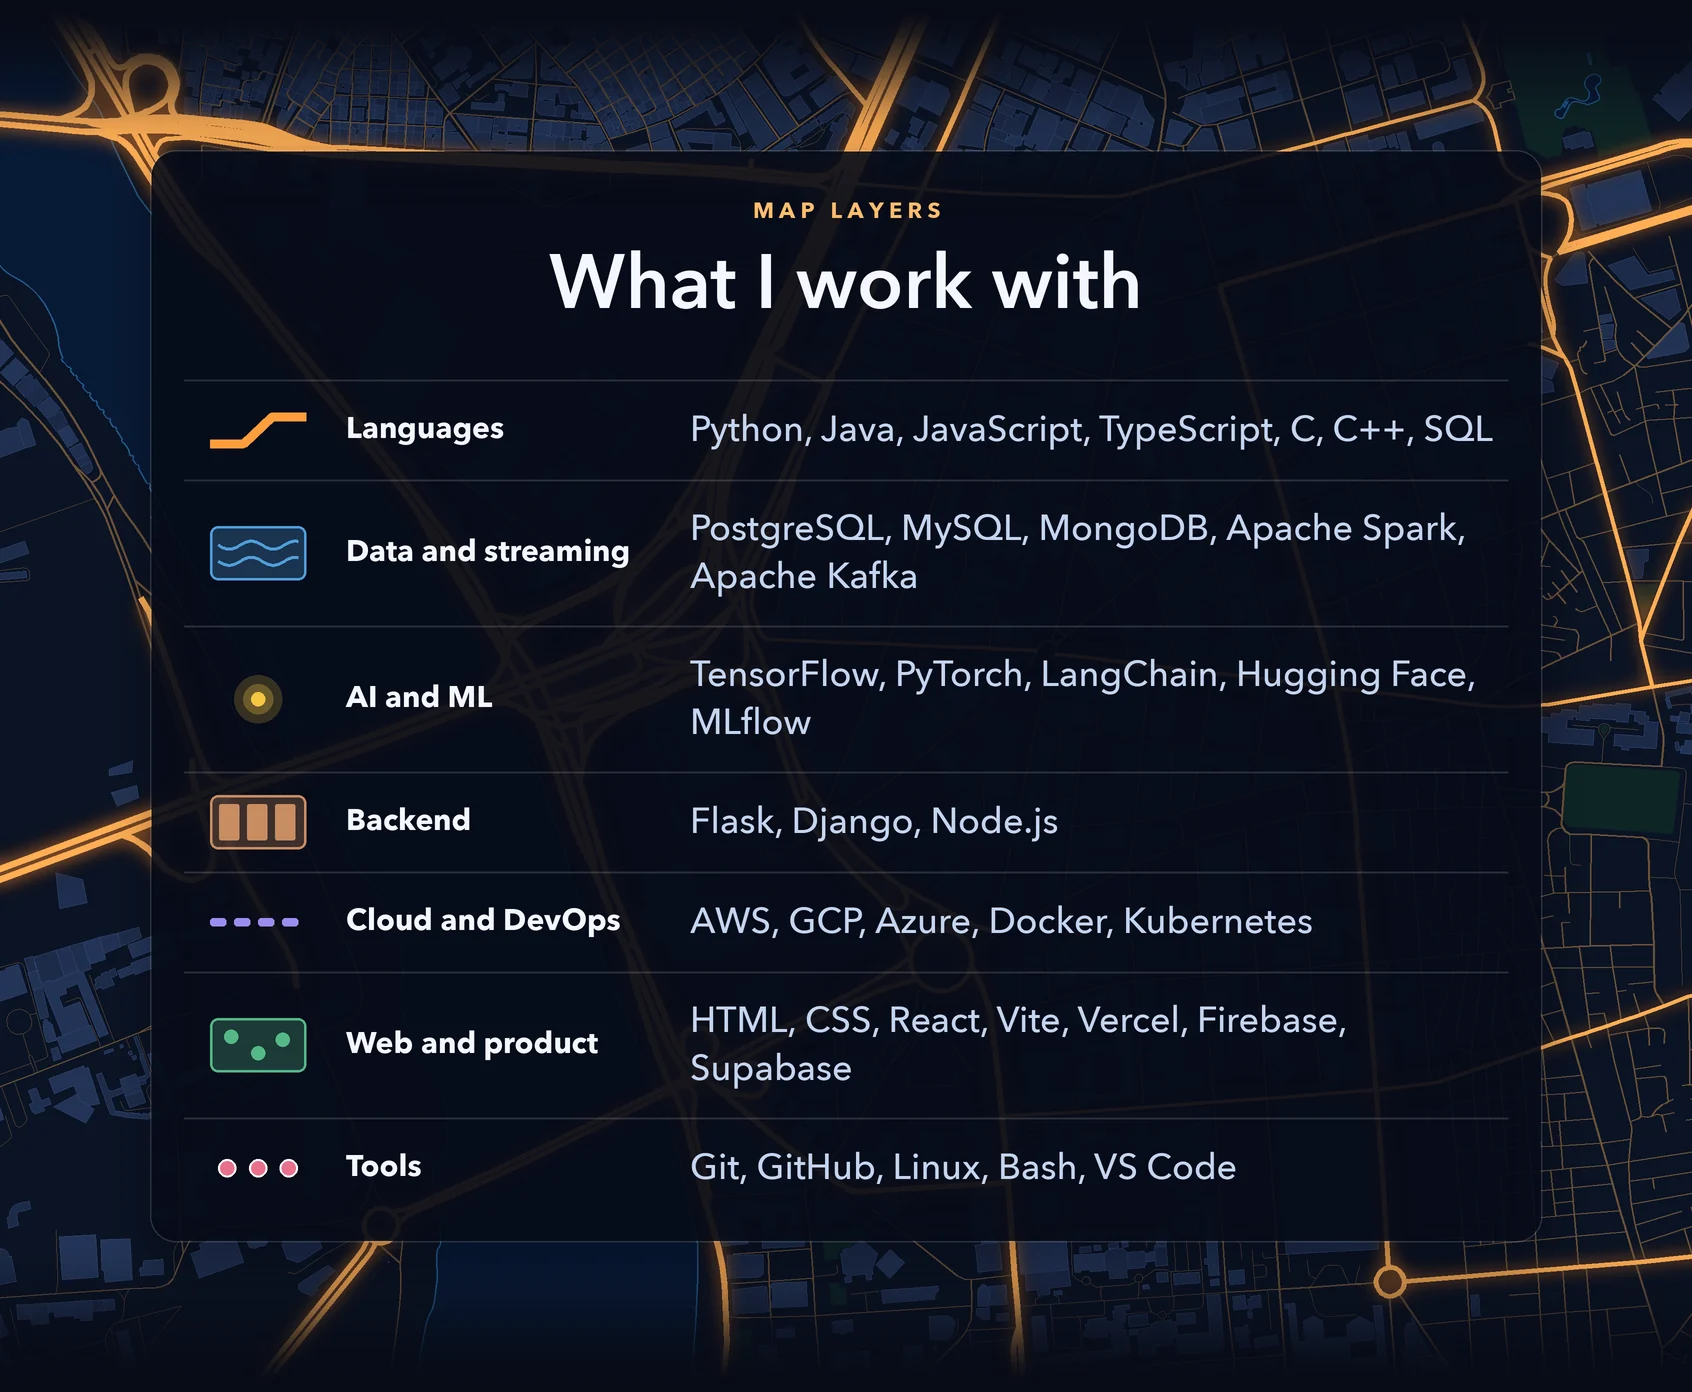 MAP LAYERS
What I work with
Languages
Python, Java, JavaScript, TypeScript, C, C++, SQL
Data and streaming
PostgreSQL, MySQL, MongoDB, Apache Spark,
Apache Kafka
AI and ML
TensorFlow, PyTorch, LangChain, Hugging Face,
MLflow
Backend
Flask, Django, Node.js
Cloud and DevOps
AWS, GCP, Azure, Docker, Kubernetes
Web and product
HTML, CSS, React, Vite, Vercel, Firebase,
Supabase
Tools
Git, GitHub, Linux, Bash, VS Code